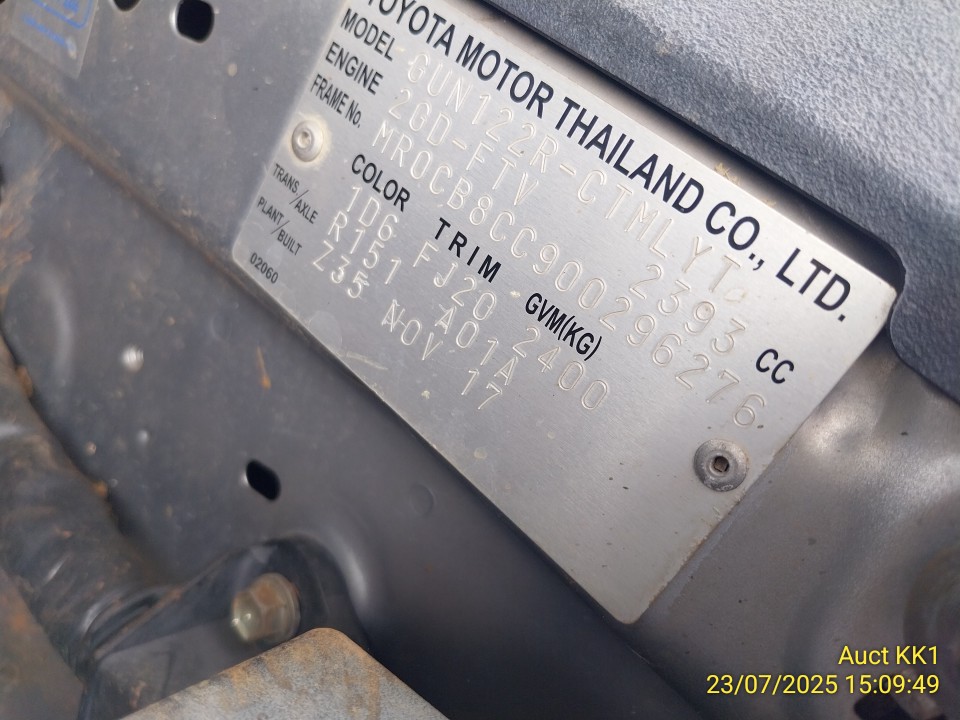 TOYOTA MOTOR THAILAND CO., LTD.
MODEL GUN122R-CTMLYT
ENGINE 2GD-FTV 2393 CC
FRAME No. MR0CB8CC900296276
COLOR TRIM GVM(KG)
1D6 FJ20 2400
TRANS/AXLE R151 A01A
PLANT/BUILT Z35 NOV 17
02060
Auct KK1
23/07/2025 15:09:49